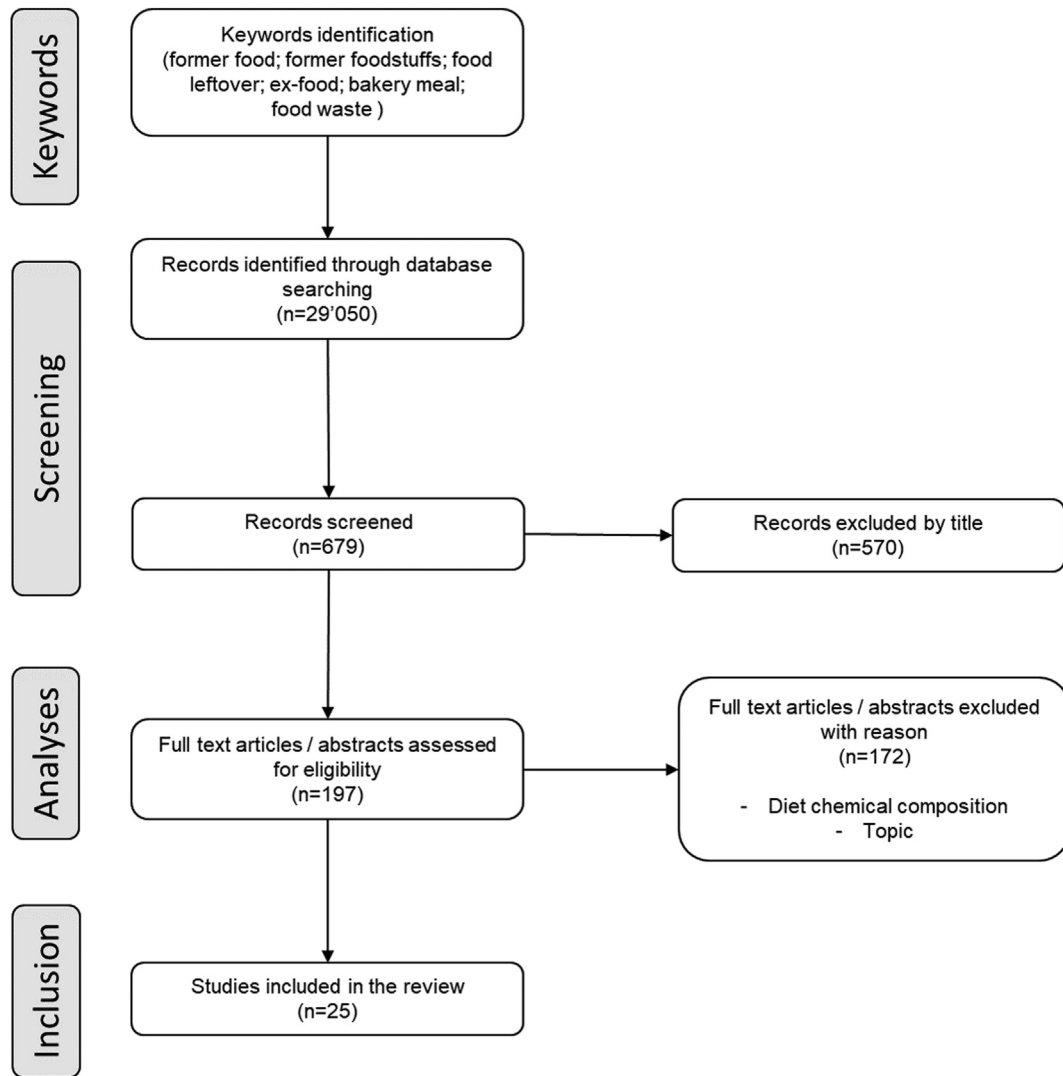 Keywords
Keywords identification
(former food; former foodstuffs; food
leftover; ex-food; bakery meal;
food waste )
Screening
Records identified through database
searching
(n=29'050)
Records screened
(n=679)
Records excluded by title
(n=570)
Analyses
Full text articles / abstracts assessed
for eligibility
(n=197)
Full text articles / abstracts excluded
with reason
(n=172)
- Diet chemical composition
- Topic
Inclusion
Studies included in the review
(n=25)